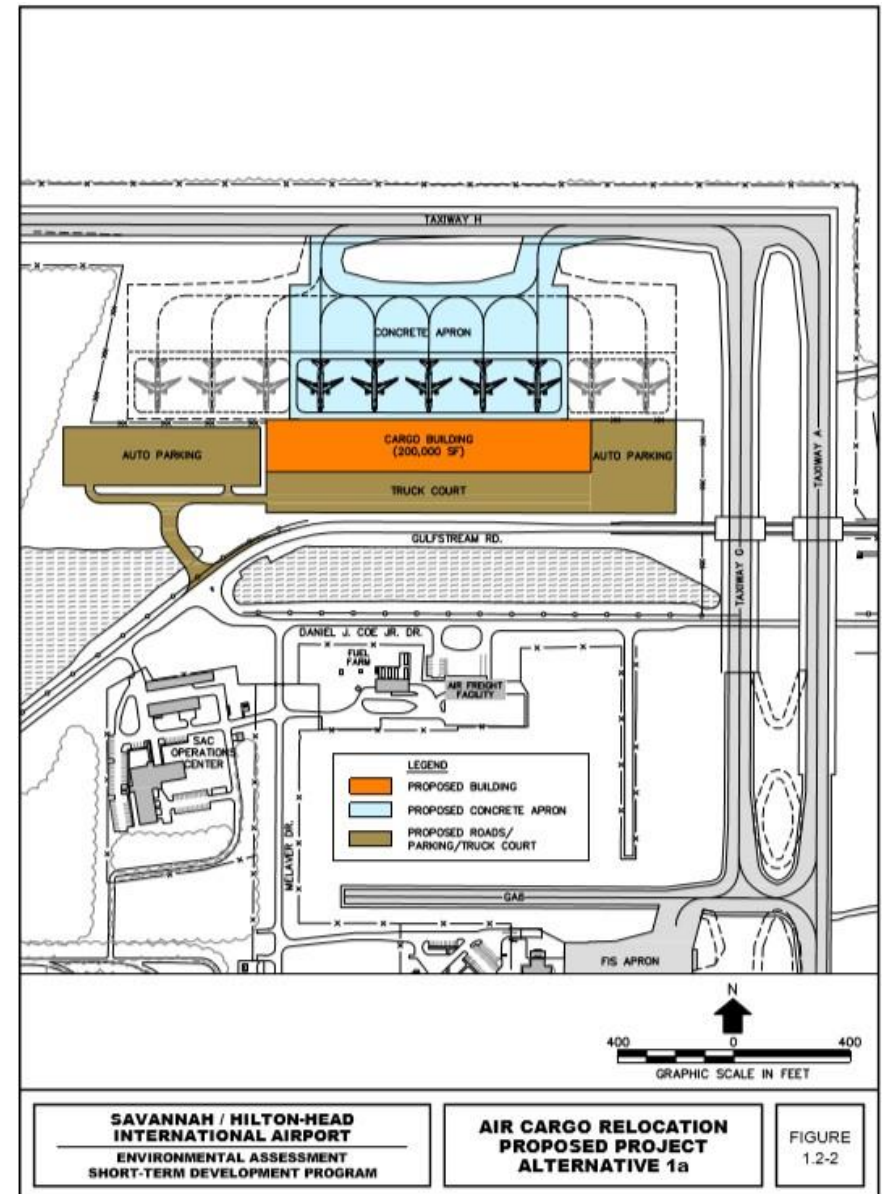 TAXIWAY H
CONCRETE APRON
CARGO BUILDING
(200,000 SF)
AUTO PARKING
AUTO PARKING
TRUCK COURT
TAXIWAY A
GULFSTREAM RD.
TAXIWAY G
DANIEL J. COE JR. DR.
FUEL
FARM
AIR FREIGHT
FACILITY
SAC
OPERATIONS
CENTER
LEGEND
PROPOSED BUILDING
PROPOSED CONCRETE APRON
PROPOSED ROADS/
PARKING/TRUCK COURT
MELAVER DR.
FIS APRON
N
400 0 400
GRAPHIC SCALE IN FEET
SAVANNAH / HILTON-HEAD
INTERNATIONAL AIRPORT
ENVIRONMENTAL ASSESSMENT
SHORT-TERM DEVELOPMENT PROGRAM
AIR CARGO RELOCATION
PROPOSED PROJECT
ALTERNATIVE 1a
FIGURE
1.2-2